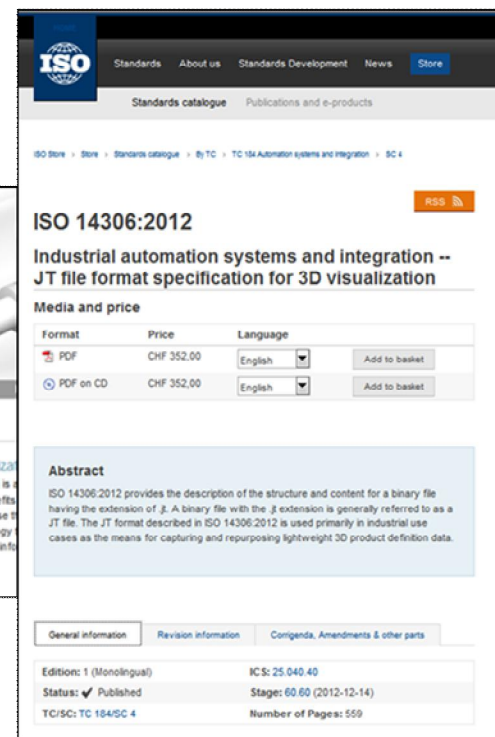 ISO
Standards About us Standards Development News Store
Standards catalogue Publications and e-products
ISO Store > Store > Standards catalogue > By TC > TC 184 Automation systems and integration > SC 4
RSS
ISO 14306:2012
Industrial automation systems and integration --
JT file format specification for 3D visualization
Media and price
Format Price Language
PDF CHF 352,00 English Add to basket
PDF on CD CHF 352,00 English Add to basket
Abstract
ISO 14306:2012 provides the description of the structure and content for a binary file
having the extension of .jt. A binary file with the .jt extension is generally referred to as a
JT file. The JT format described in ISO 14306:2012 is used primarily in industrial use
cases as the means for capturing and repurposing lightweight 3D product definition data.
General information Revision information Corrigenda, Amendments & other parts
Edition: 1 (Monolingual) ICS: 25.040.40
Status: ✔ Published Stage: 60.60 (2012-12-14)
TC/SC: TC 184/SC 4 Number of Pages: 559